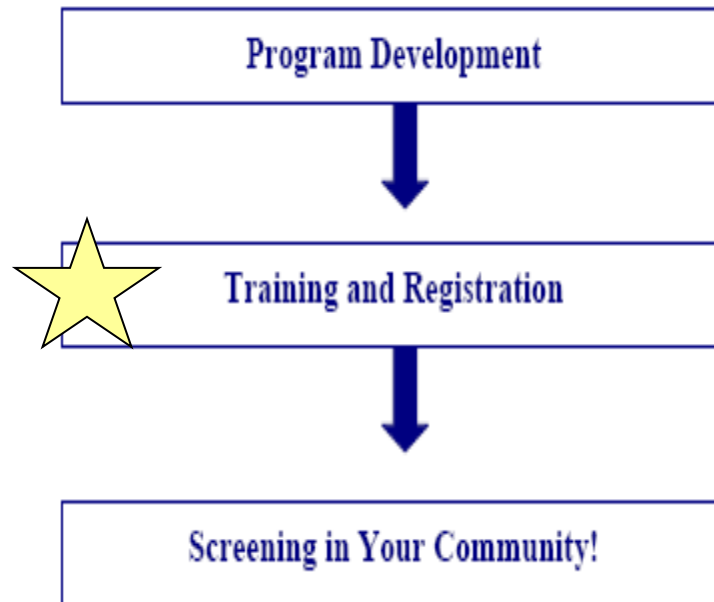 Program Development
Training and Registration
Screening in Your Community!